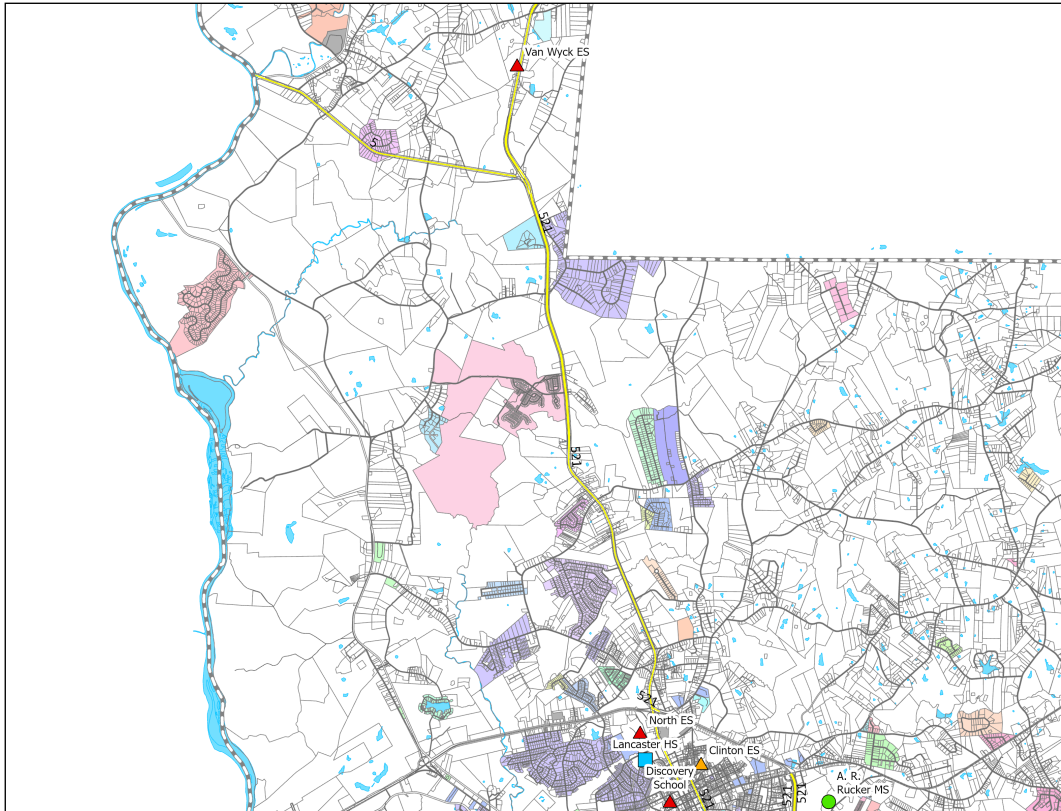 Van Wyck ES
5
521
521
521
North ES
Lancaster HS
Clinton ES
Discovery
School
A. R.
Rucker MS
521
521
521